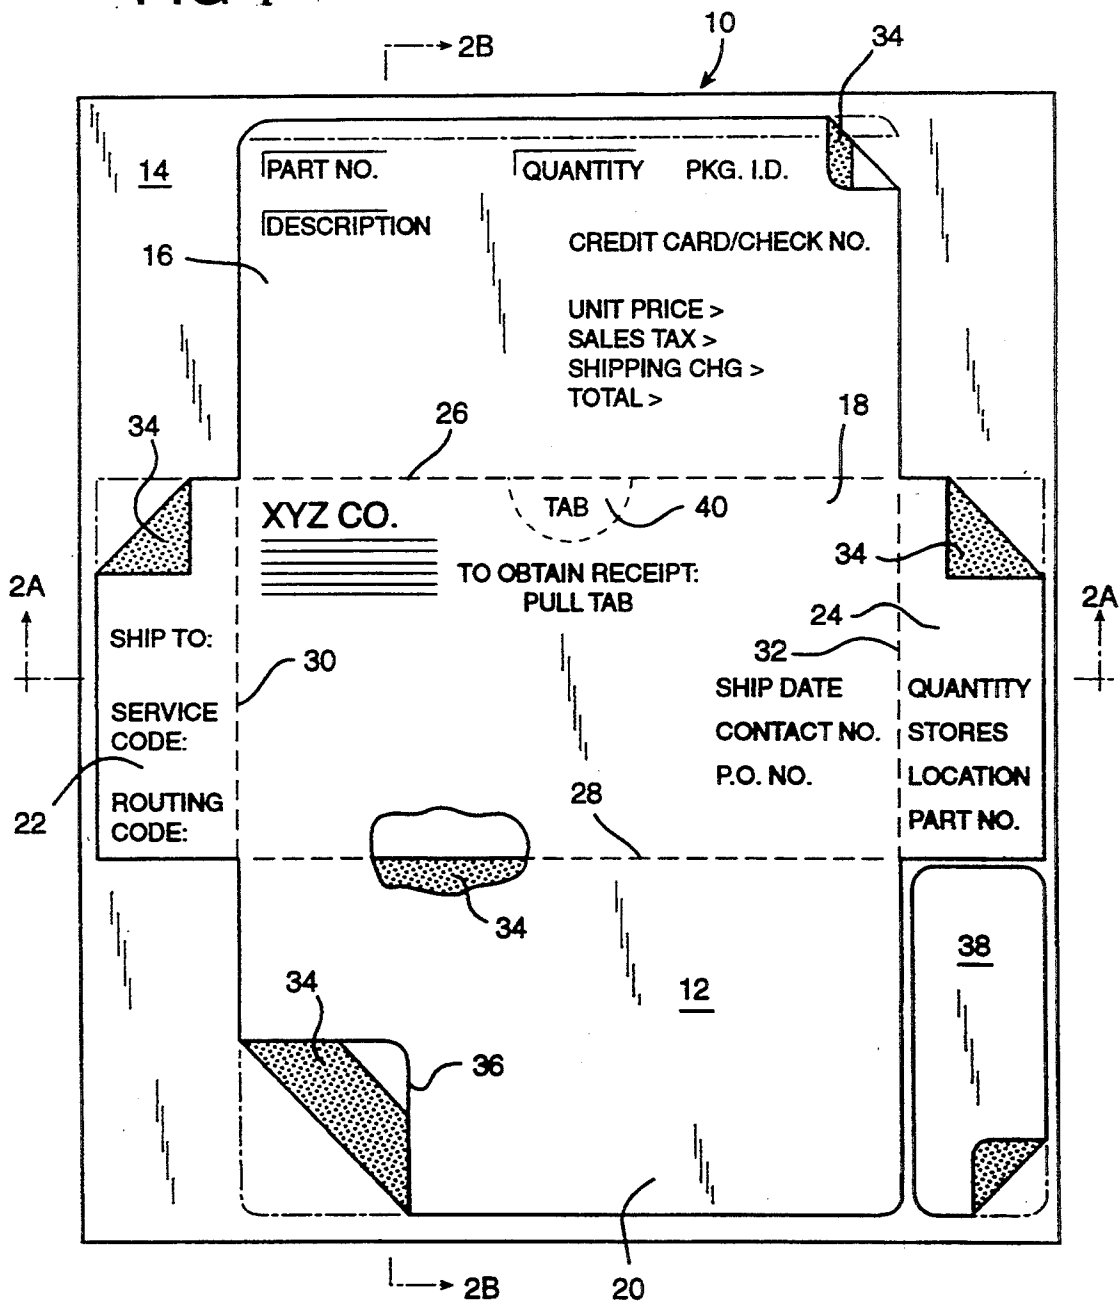 FIG 1
10
34
2B
14
PART NO.
QUANTITY
PKG. I.D.
DESCRIPTION
CREDIT CARD/CHECK NO.
16
UNIT PRICE >
SALES TAX >
SHIPPING CHG >
TOTAL >
34
26
18
XYZ CO.
TAB
40
34
TO OBTAIN RECEIPT:
PULL TAB
2A
2A
24
SHIP TO:
30
32
SHIP DATE
QUANTITY
SERVICE
CODE:
CONTACT NO.
STORES
P.O. NO.
LOCATION
22
ROUTING
CODE:
28
PART NO.
34
38
34
12
36
20
2B